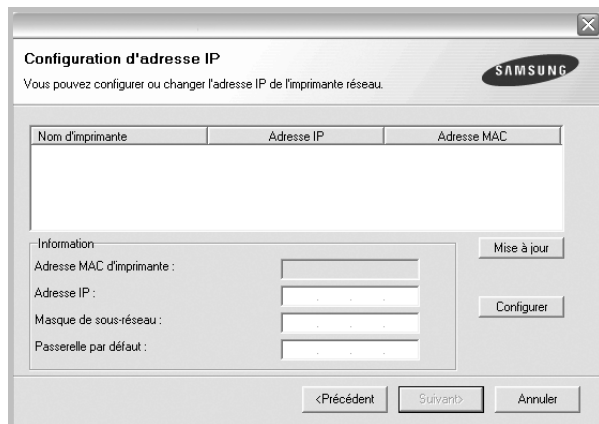 Configuration d'adresse IP
Vous pouvez configurer ou changer l'adresse IP de l'imprimante réseau.
SAMSUNG
Nom d'imprimante Adresse IP Adresse MAC
Information
Mise à jour
Adresse MAC d'imprimante :
Adresse IP :
Configurer
Masque de sous-réseau :
Passerelle par défaut :
<Précédent Suivant> Annuler